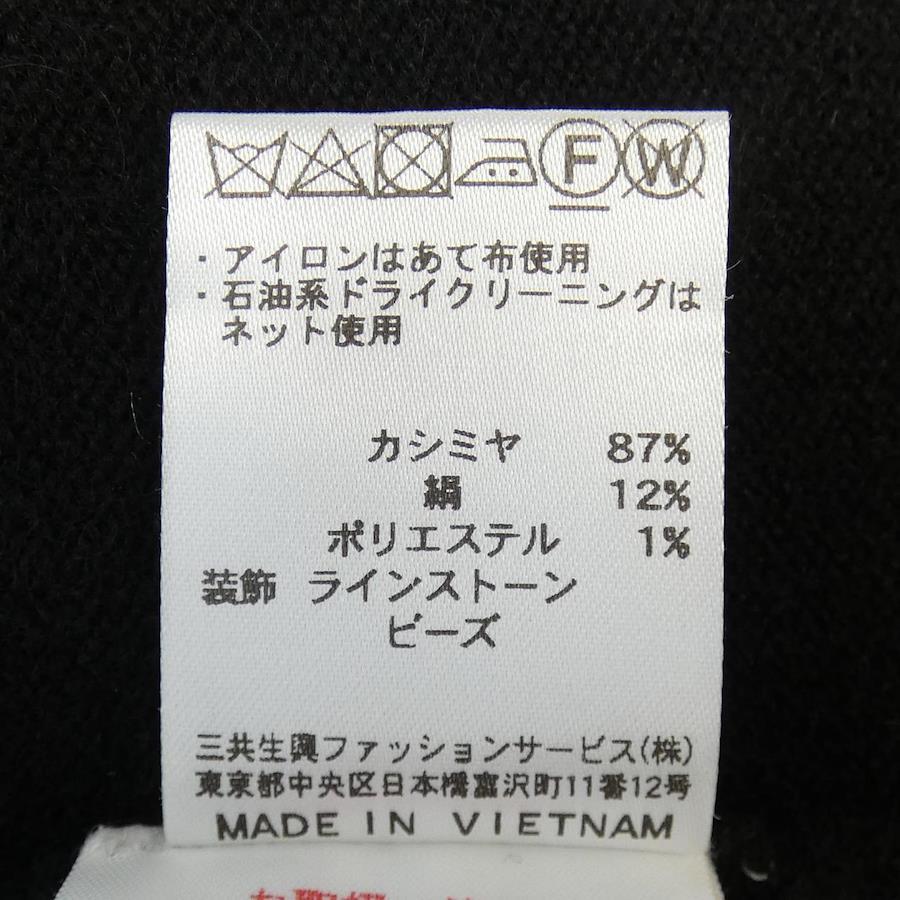 F W
・アイロンはあて布使用
・石油系ドライクリーニングは
ネット使用
カシミヤ 87%
絹 12%
ポリエステル 1%
装飾 ラインストーン
ビーズ
三共生興ファッションサービス(株)
東京都中央区日本橋富沢町11番12号
MADE IN VIETNAM